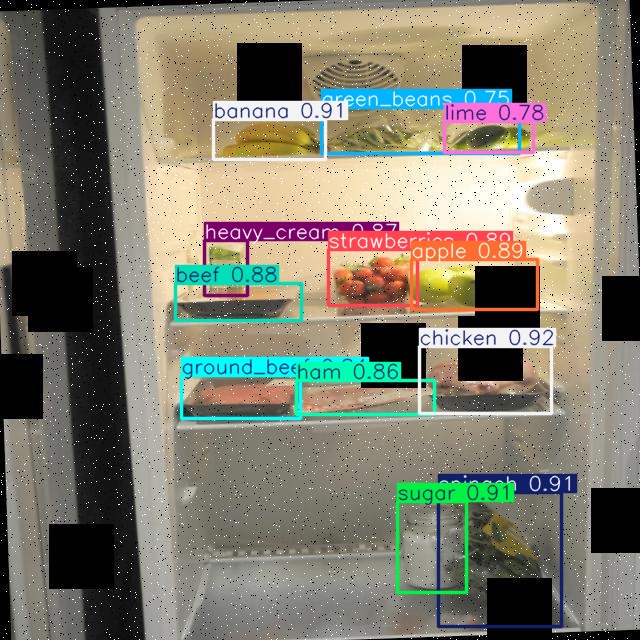 green_beans 0.75
banana 0.91
lime 0.78
heavy_cream 0.87
strawberries 0.89
apple 0.89
beef 0.88
chicken 0.92
ground_beef
ham 0.86
spinach 0.91
sugar 0.91